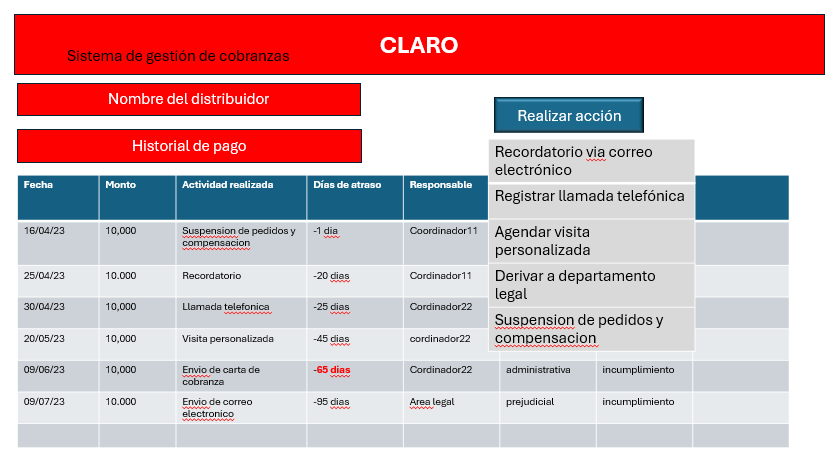 CLARO
Sistema de gestión de cobranzas
Nombre del distribuidor
Realizar acción
Historial de pago
Recordatorio via correo
electrónico
Registrar llamada telefónica
Agendar visita
personalizada
Derivar a departamento
legal
Suspension de pedidos y
compensacion
Fecha Monto Actividad realizada Días de atraso Responsable
16/04/23 10,000 Suspension de pedidos y -1 dia Coordinador11
compensacion
25/04/23 10.000 Recordatorio -20 dias Cordinador11
30/04/23 10,000 Llamada telefonica -25 dias Cordinador22
20/05/23 10,000 Visita personalizada -45 dias cordinador22
09/06/23 10,000 Envio de carta de -65 dias Cordinador22 administrativa incumplimiento
cobranza
09/07/23 10.000 Envio de correo -95 dias Area legal prejudicial incumplimiento
electronico